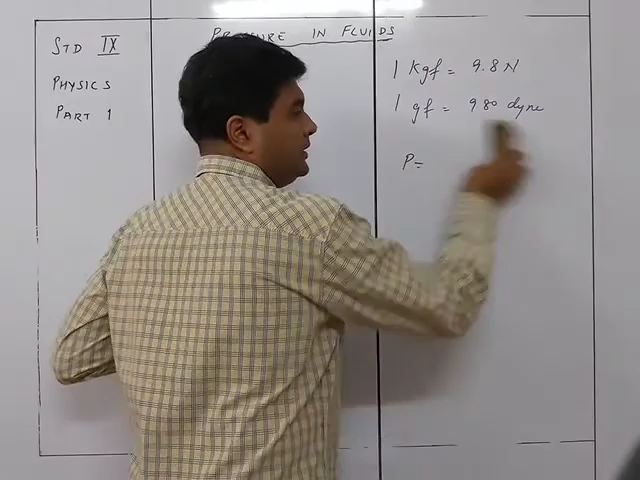 STD IX
PHYSICS
PART 1
PRESSURE IN FLUIDS
1 Kgf = 9.8 N
1 gf = 980 dyne
P =